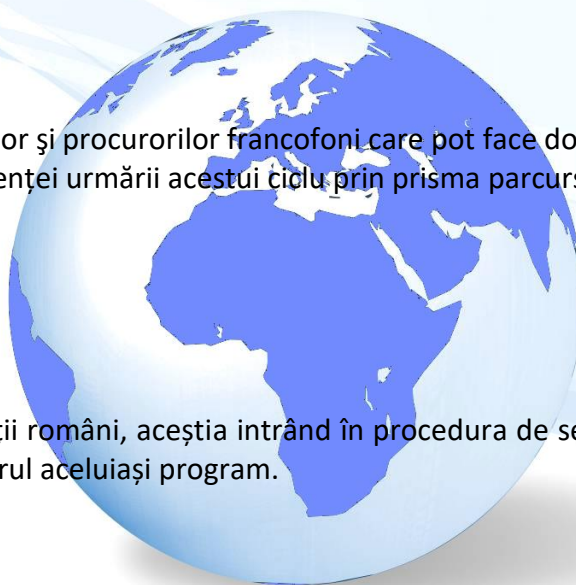 or şi procurorilor francofoni care pot face do
enței urmării acestui ciclu prin prisma parcurs
ții români, aceștia intrând în procedura de se
rul aceluiași program.